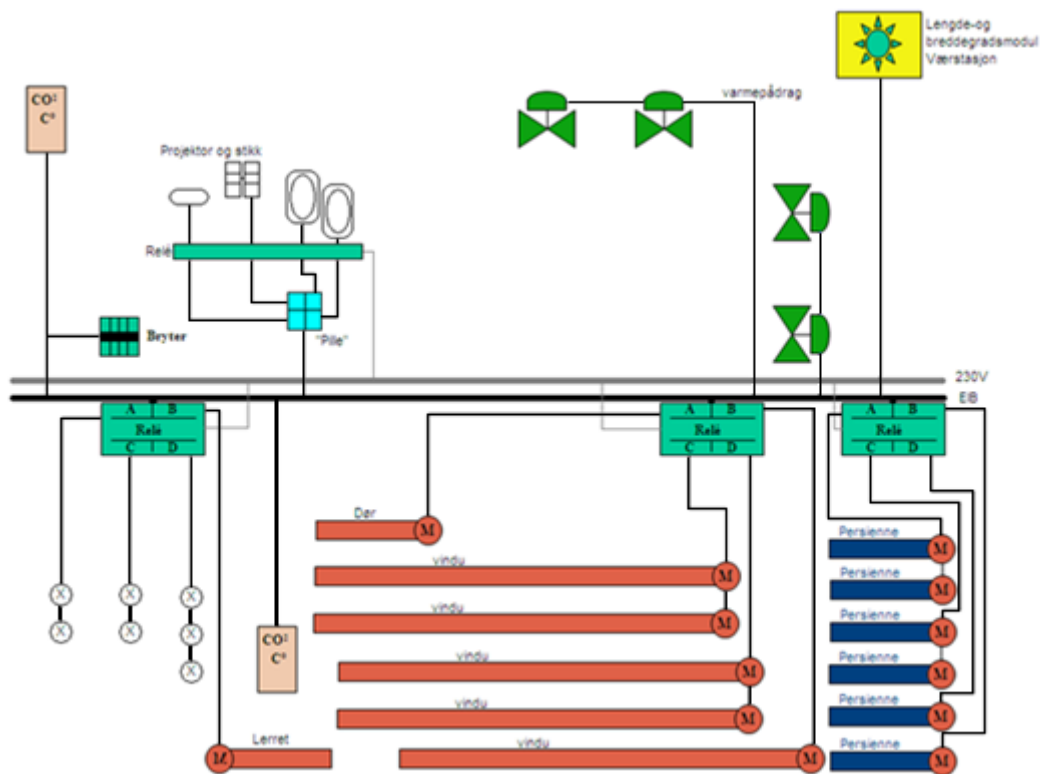 Lengde-og
breddegradsmodul
Værstasjon
varmepådrag
CO²
C°
Projektor og stikk
Relé
Bryter
"Pille"
230V
EIB
A B
Relé
C D
A B
Relé
C D
A B
Relé
C D
Dør
M
vindu
M
vindu
M
vindu
M
vindu
M
vindu
M
Persienne
M
Persienne
M
Persienne
M
Persienne
M
Persienne
M
Persienne
M
X
X
X
X
X
X
X
CO²
C°
Lerret
M